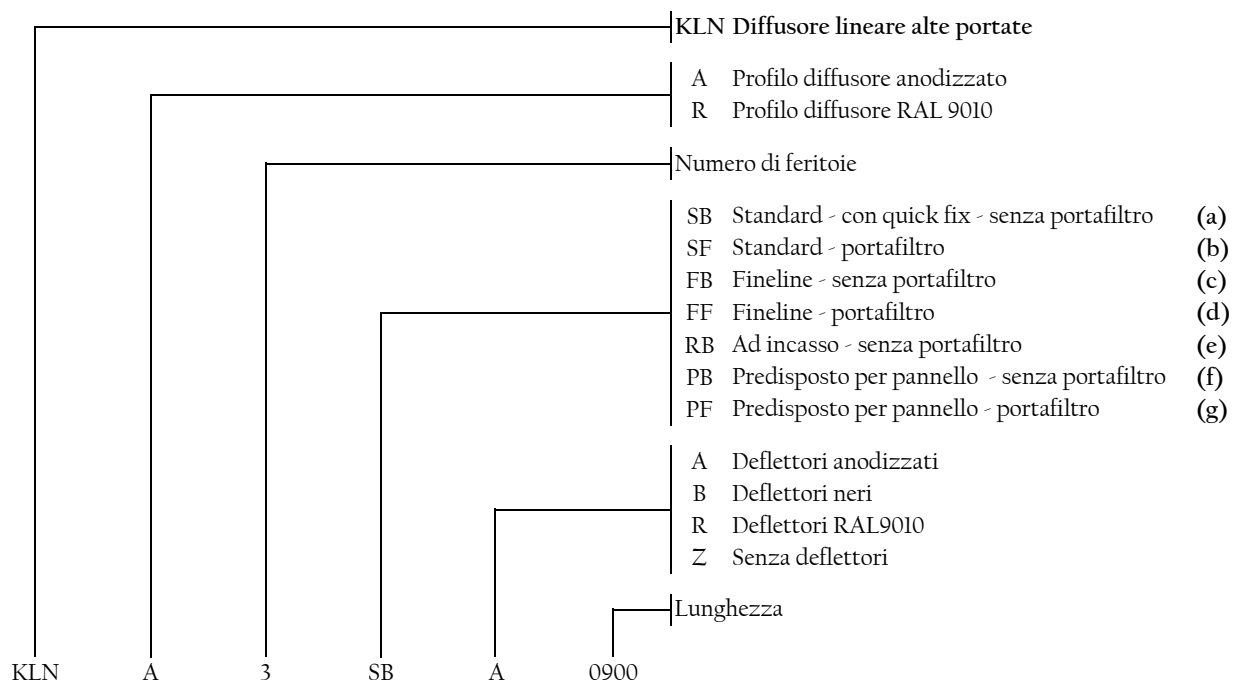 KLN Diffusore lineare alte portate
A Profilo diffusore anodizzato
R Profilo diffusore RAL 9010
Numero di feritoie
SB Standard - con quick fix - senza portafiltro (a)
SF Standard - portafiltro (b)
FB Fineline - senza portafiltro (c)
FF Fineline - portafiltro (d)
RB Ad incasso - senza portafiltro (e)
PB Predisposto per pannello - senza portafiltro (f)
PF Predisposto per pannello - portafiltro (g)
A Deflettori anodizzati
B Deflettori neri
R Deflettori RAL9010
Z Senza deflettori
Lunghezza
KLN A 3 SB A 0900